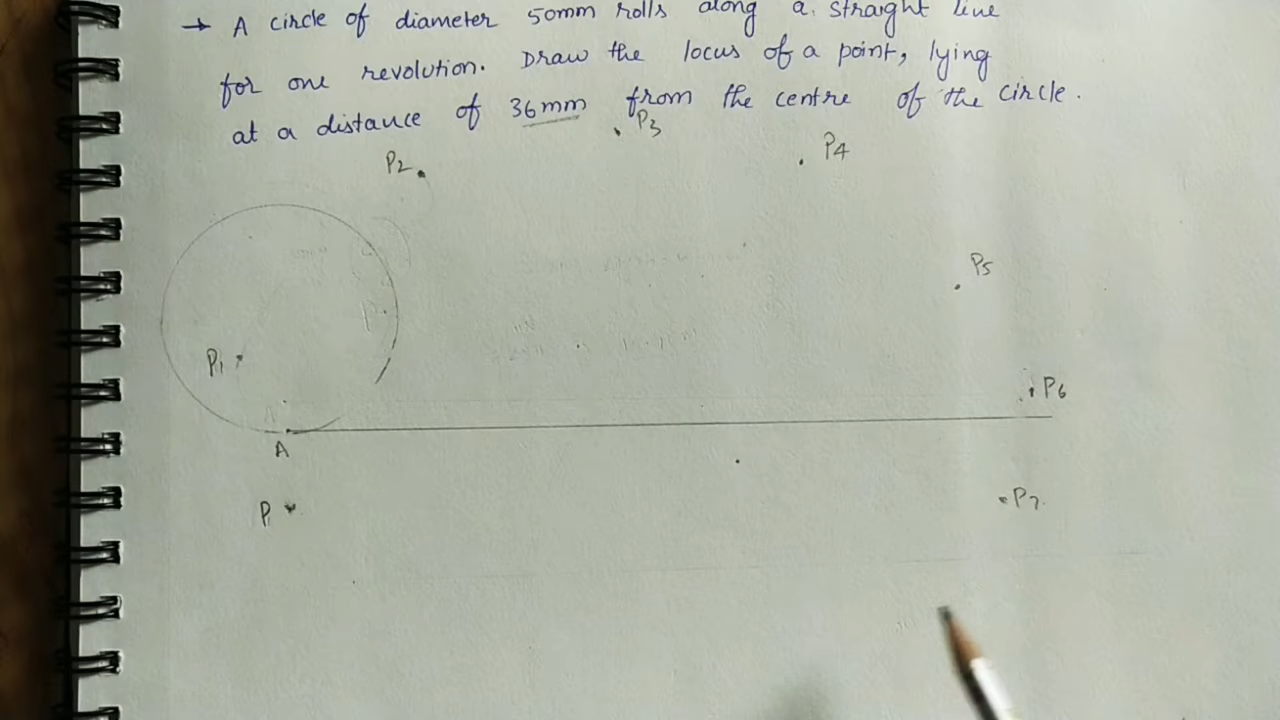 → A circle of diameter 50mm rolls along a straight line
for one revolution. Draw the locus of a point, lying
at a distance of 36mm from the centre of the circle.
P3
P4
P2
P5
P1
P6
A
P
P7